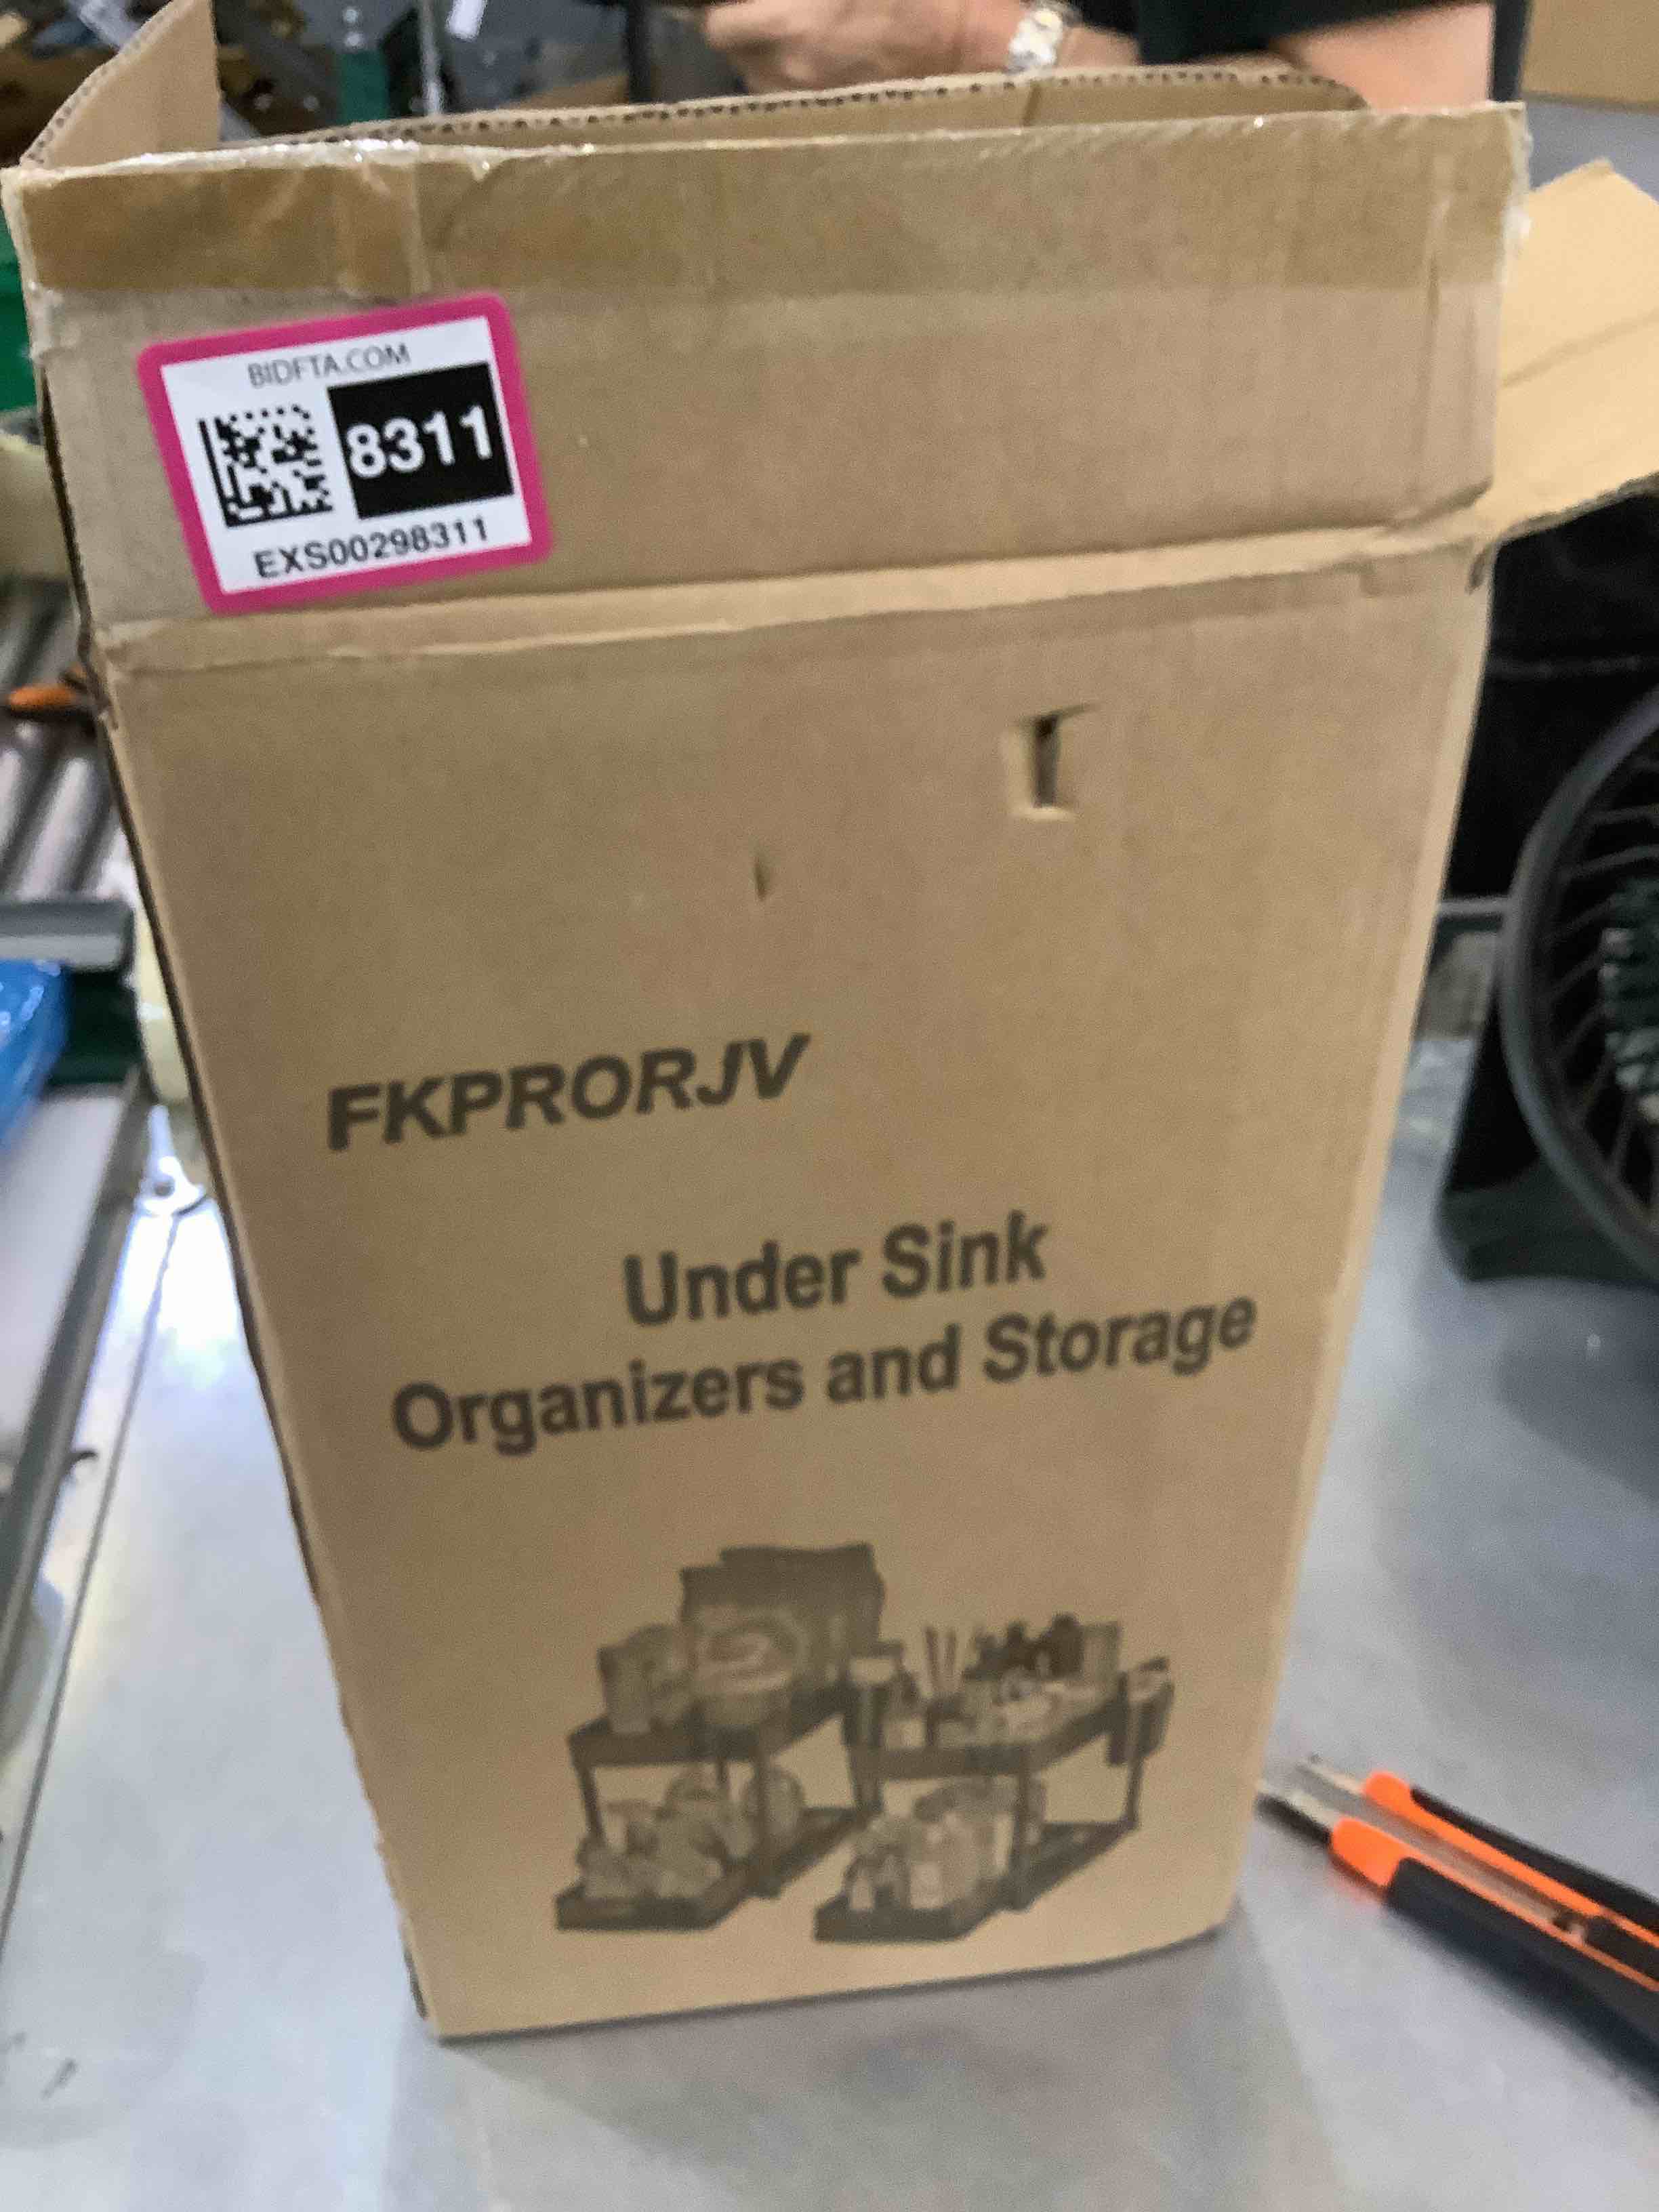 BIDFTA.COM
8311
EXS00298311
FKPRORJV
Under Sink
Organizers and Storage